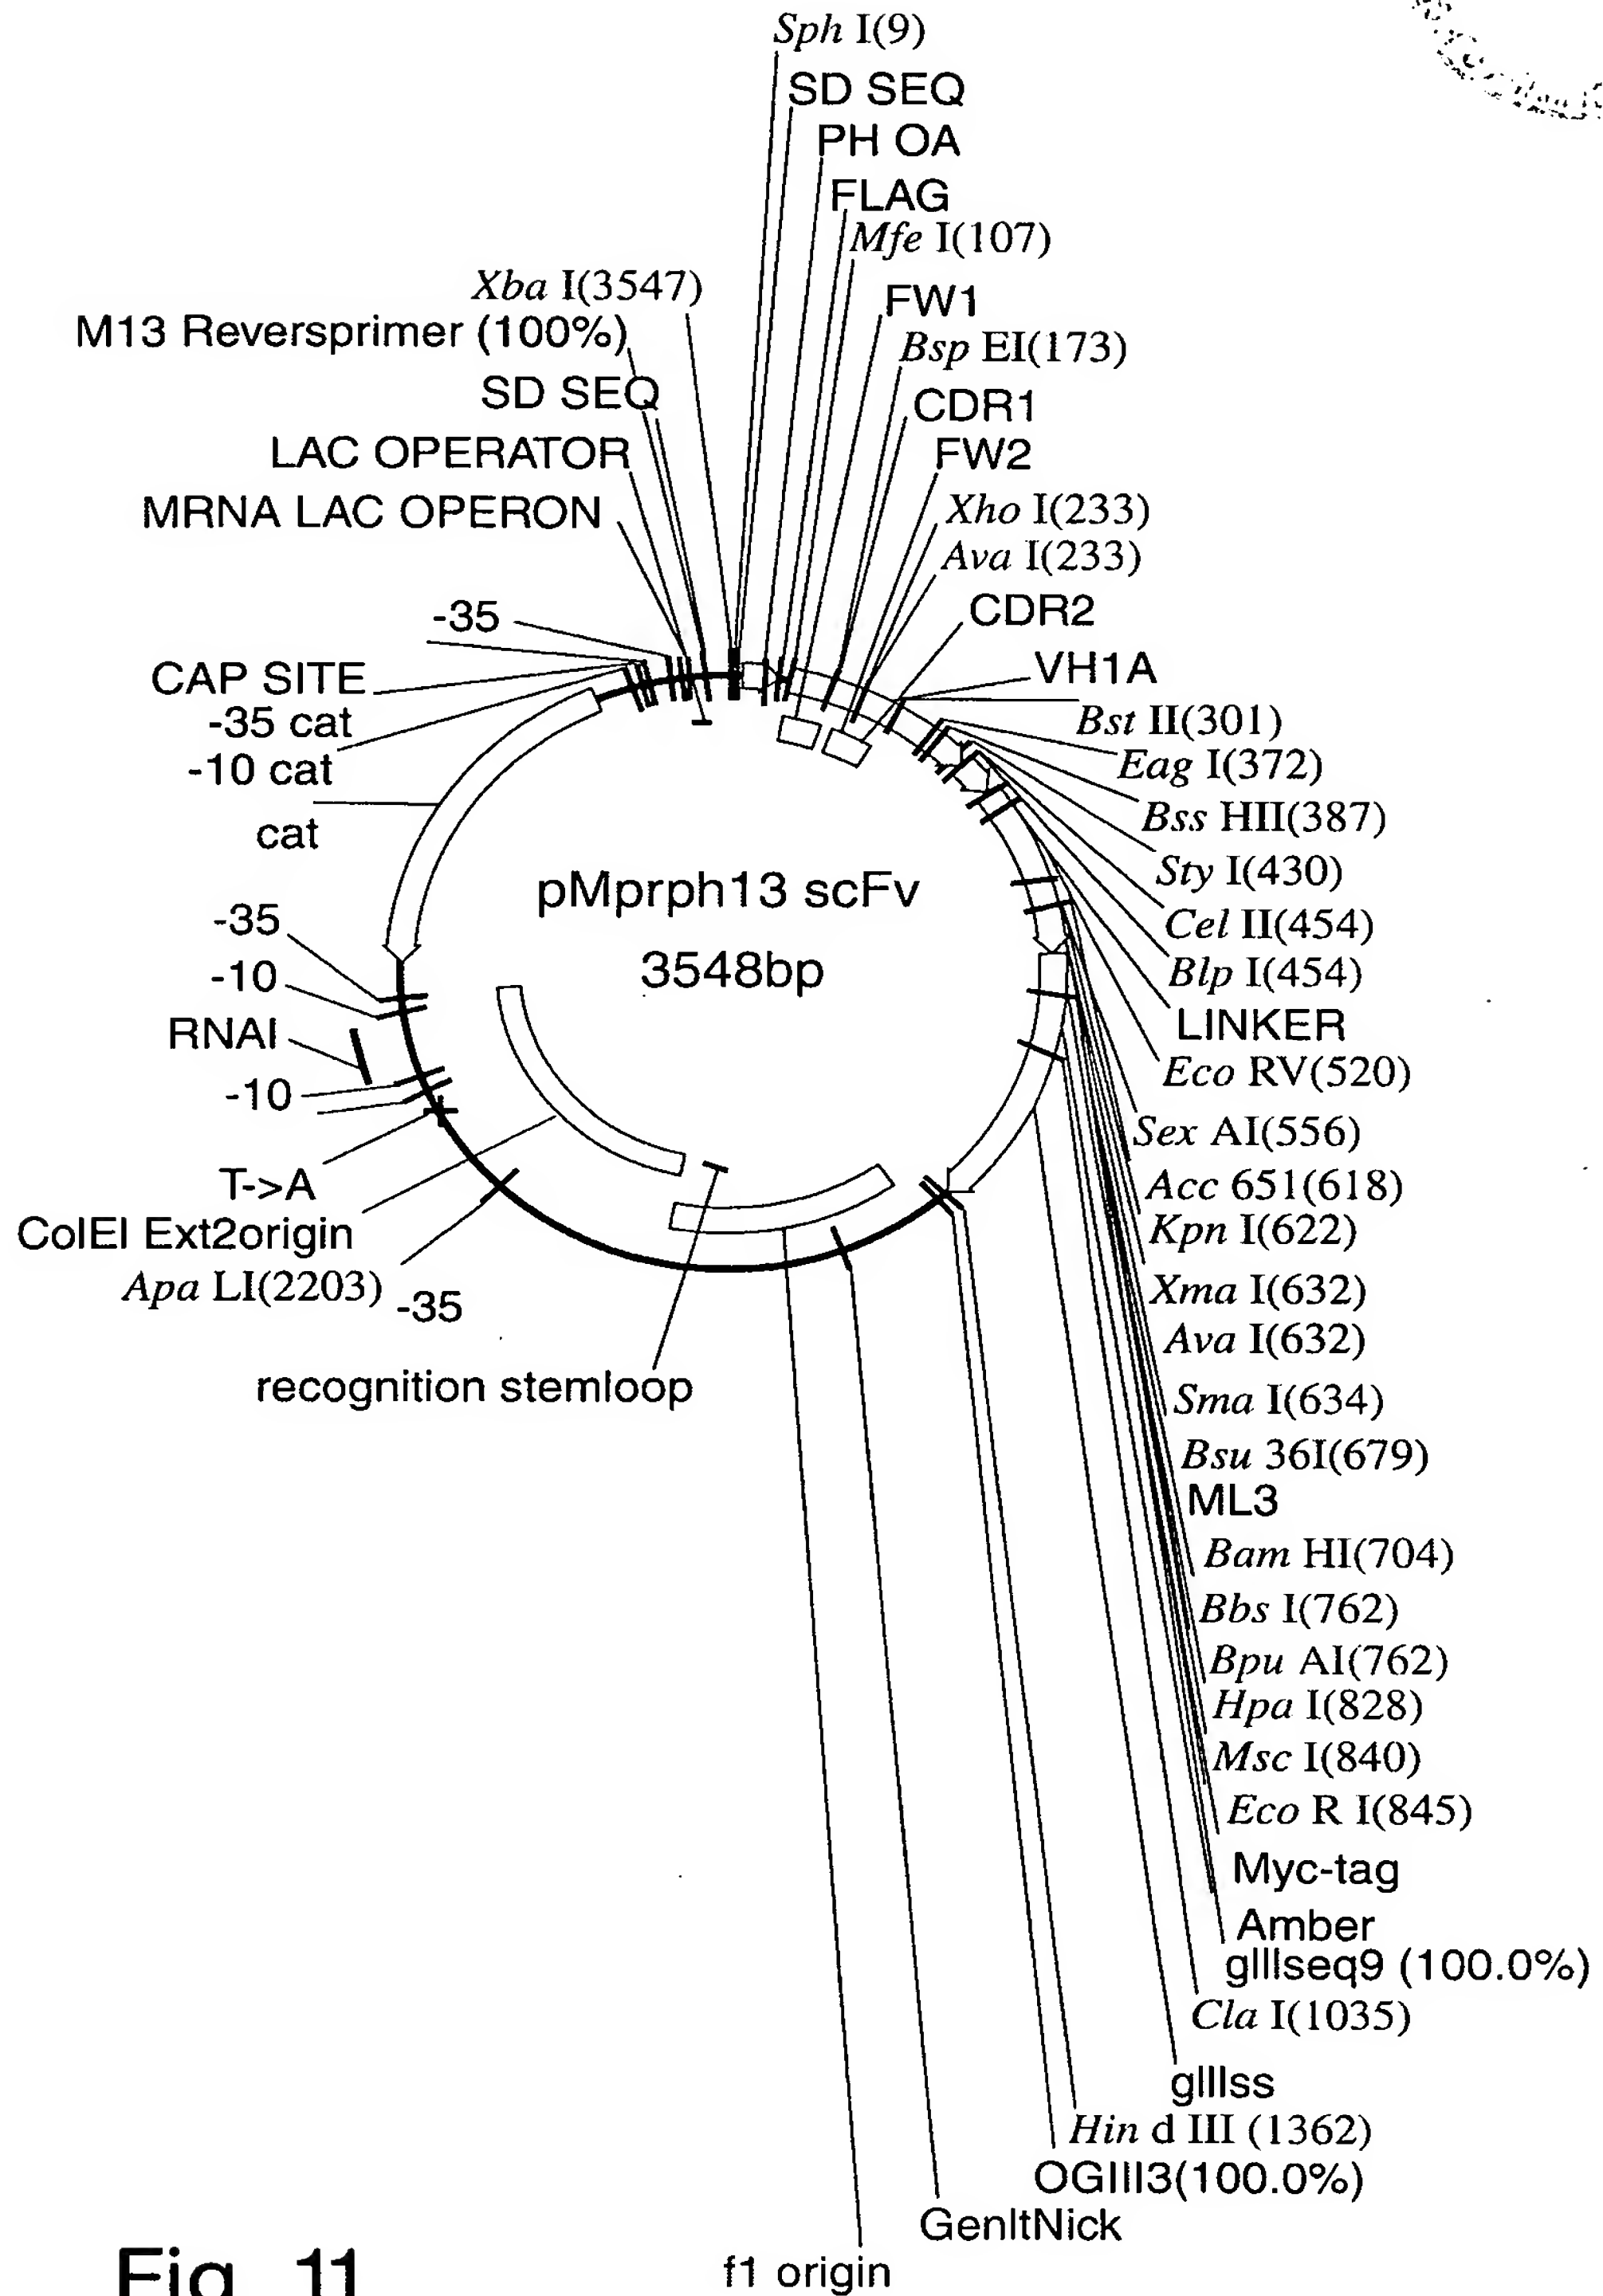 Sph I(9)
SD SEQ
PH OA
FLAG
Mfe I(107)
Xba I(3547)
FW1
M13 Reversprimer (100%)
Bsp EI(173)
SD SEQ
CDR1
LAC OPERATOR
FW2
MRNA LAC OPERON
Xho I(233)
Ava I(233)
-35
CDR2
CAP SITE
VH1A
-35 cat
Bst II(301)
-10 cat
Eag I(372)
cat
Bss HII(387)
pMprph13 scFv
Sty I(430)
-35
Cel II(454)
3548bp
-10
Blp I(454)
RNAI
LINKER
Eco RV(520)
-10
Sex AI(556)
T->A
Acc 651(618)
ColEI Ext2origin
Kpn I(622)
Apa LI(2203)
Xma I(632)
-35
Ava I(632)
recognition stemloop
Sma I(634)
Bsu 36I(679)
ML3
Bam HI(704)
Bbs I(762)
Bpu AI(762)
Hpa I(828)
Msc I(840)
Eco R I(845)
Myc-tag
Amber
gIIIseq9 (100.0%)
Cla I(1035)
gIIIss
Hin d III (1362)
OGIII3(100.0%)
GenItNick
f1 origin
Fig. 11